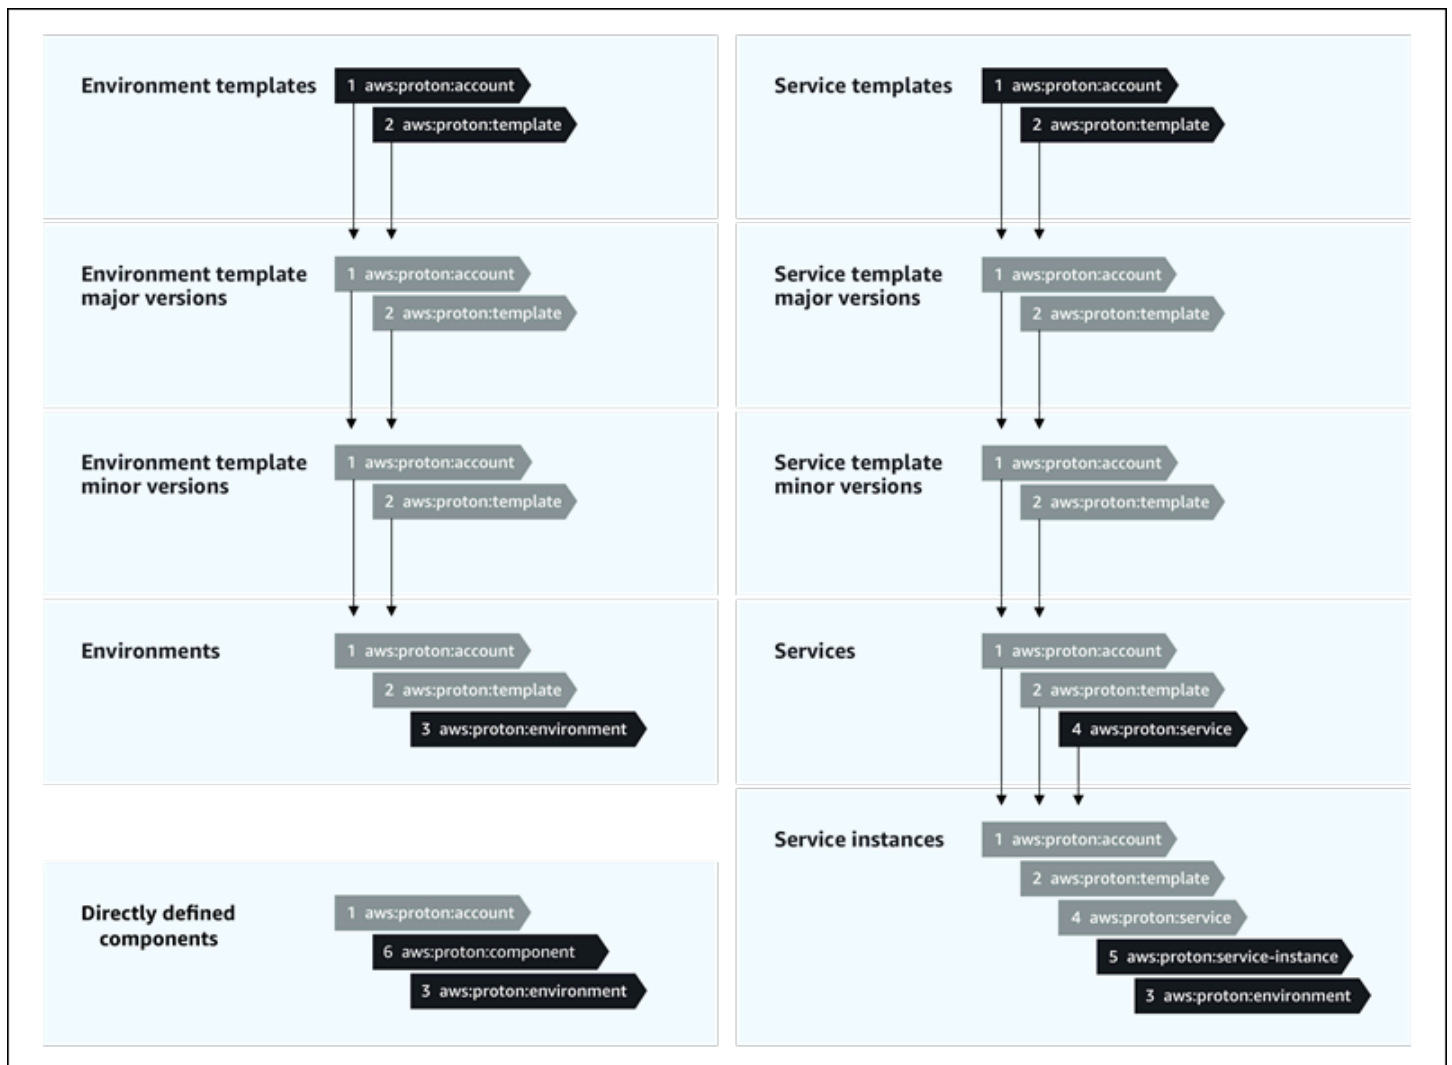 Environment templates
1 aws:proton:account
2 aws:proton:template
Environment template
major versions
1 aws:proton:account
2 aws:proton:template
Environment template
minor versions
1 aws:proton:account
2 aws:proton:template
Environments
1 aws:proton:account
2 aws:proton:template
3 aws:proton:environment
Directly defined
components
1 aws:proton:account
6 aws:proton:component
3 aws:proton:environment
Service templates
1 aws:proton:account
2 aws:proton:template
Service template
major versions
1 aws:proton:account
2 aws:proton:template
Service template
minor versions
1 aws:proton:account
2 aws:proton:template
Services
1 aws:proton:account
2 aws:proton:template
4 aws:proton:service
Service instances
1 aws:proton:account
2 aws:proton:template
4 aws:proton:service
5 aws:proton:service-instance
3 aws:proton:environment